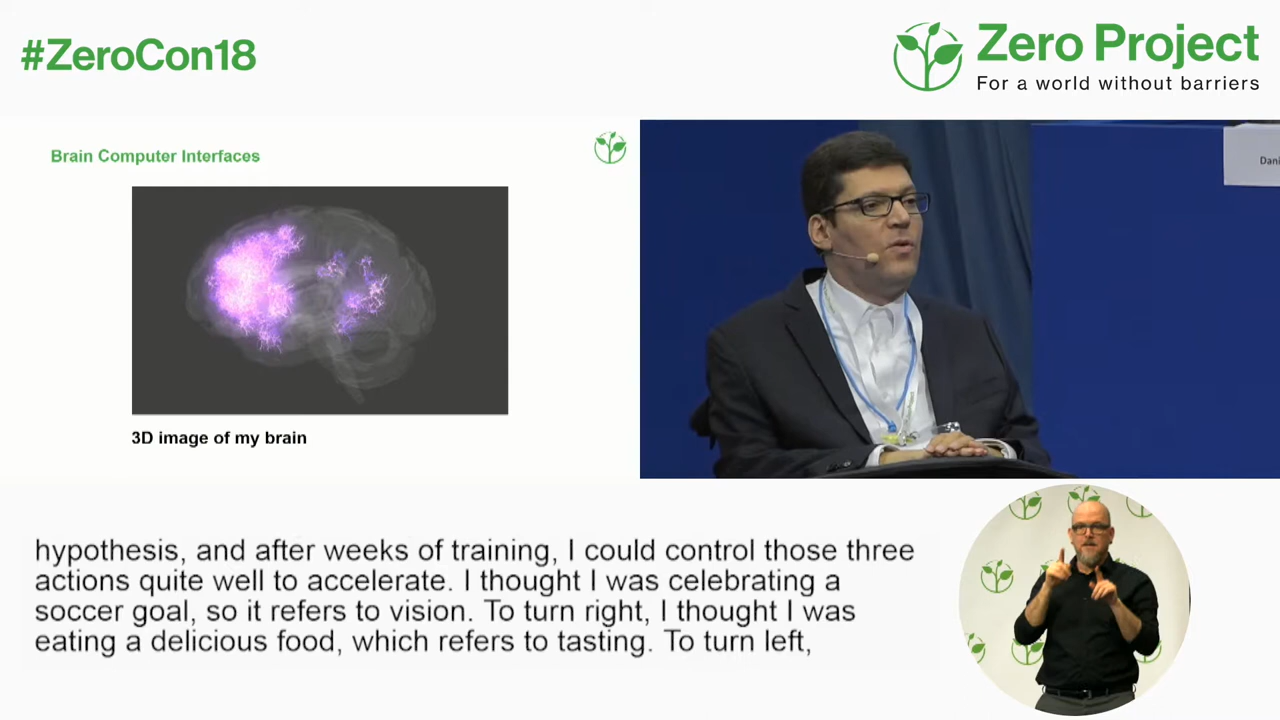 #ZeroCon18
Zero Project
For a world without barriers
Brain Computer Interfaces
3D image of my brain
Dani
hypothesis, and after weeks of training, I could control those three
actions quite well to accelerate. I thought I was celebrating a
soccer goal, so it refers to vision. To turn right, I thought I was
eating a delicious food, which refers to tasting. To turn left,